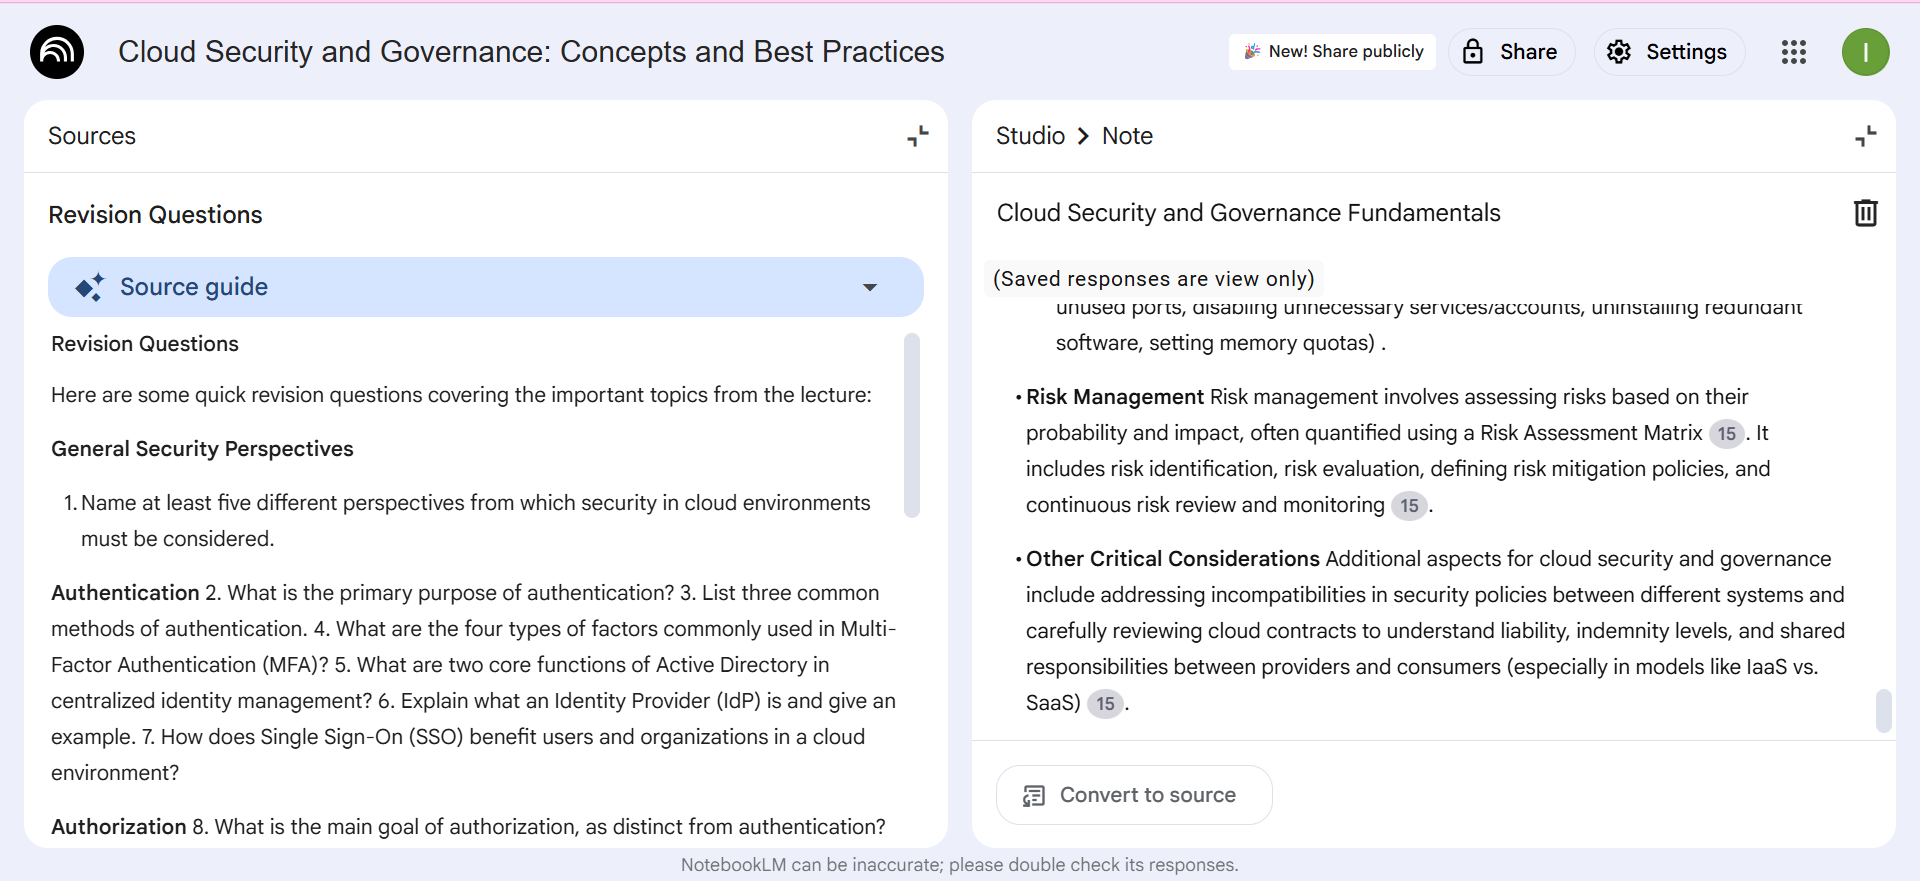 Cloud Security and Governance: Concepts and Best Practices
New! Share publicly
Share
Settings
I
Sources
Revision Questions
Source guide
Revision Questions
Here are some quick revision questions covering the important topics from the lecture:
General Security Perspectives
1. Name at least five different perspectives from which security in cloud environments
must be considered.
Authentication 2. What is the primary purpose of authentication? 3. List three common
methods of authentication. 4. What are the four types of factors commonly used in Multi-
Factor Authentication (MFA)? 5. What are two core functions of Active Directory in
centralized identity management? 6. Explain what an Identity Provider (IdP) is and give an
example. 7. How does Single Sign-On (SSO) benefit users and organizations in a cloud
environment?
Authorization 8. What is the main goal of authorization, as distinct from authentication?
Studio > Note
Cloud Security and Governance Fundamentals
(Saved responses are view only)
unused ports, disabling unnecessary services/accounts, uninstalling redundant
software, setting memory quotas) .
• Risk Management Risk management involves assessing risks based on their
probability and impact, often quantified using a Risk Assessment Matrix 15 . It
includes risk identification, risk evaluation, defining risk mitigation policies, and
continuous risk review and monitoring 15 .
• Other Critical Considerations Additional aspects for cloud security and governance
include addressing incompatibilities in security policies between different systems and
carefully reviewing cloud contracts to understand liability, indemnity levels, and shared
responsibilities between providers and consumers (especially in models like IaaS vs.
SaaS) 15 .
Convert to source
NotebookLM can be inaccurate; please double check its responses.